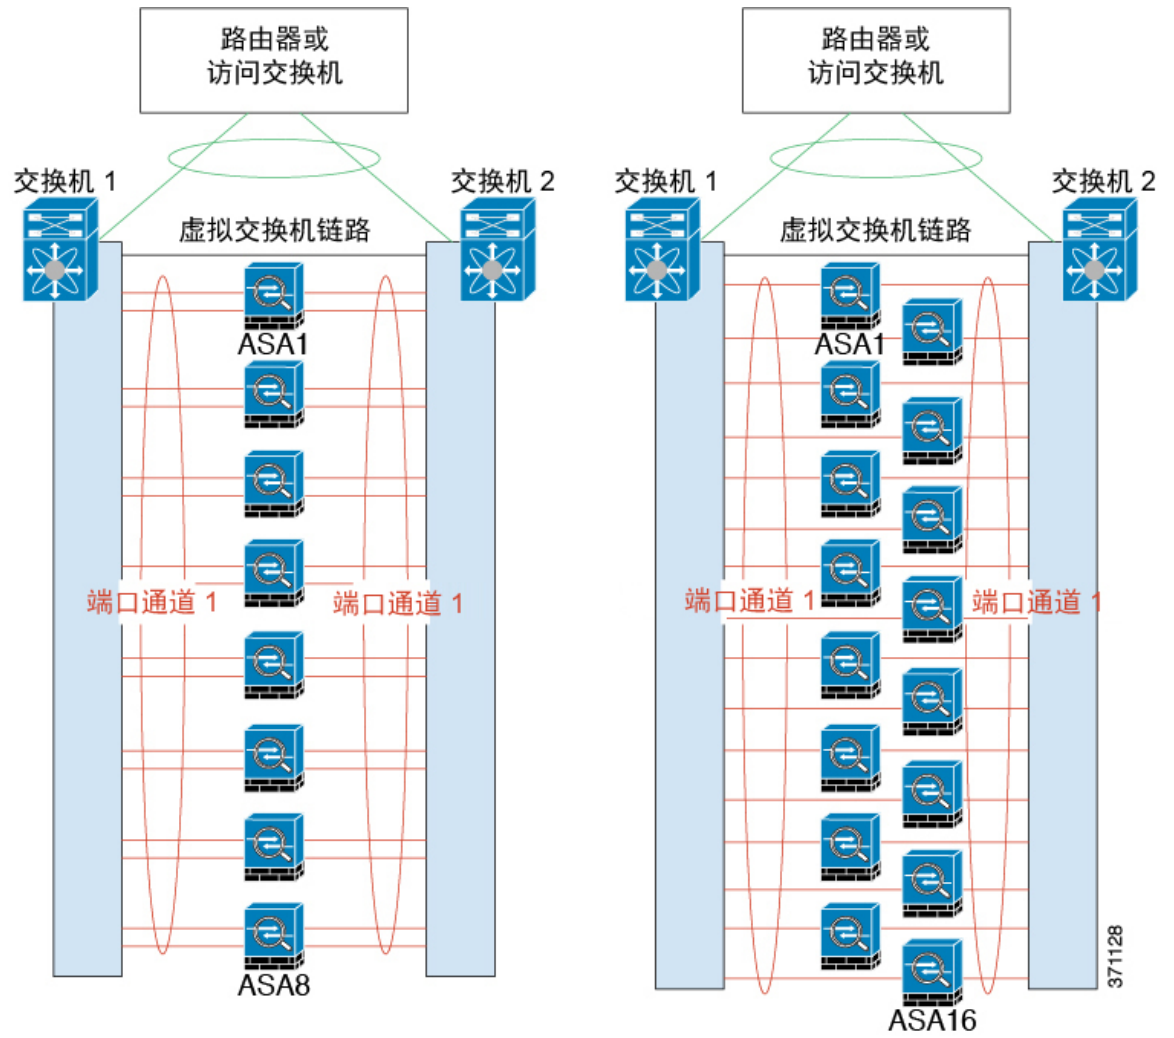 路由器或
访问交换机
交换机 1
交换机 2
虚拟交换机链路
ASA1
端口通道 1
端口通道 1
ASA8
路由器或
访问交换机
交换机 1
交换机 2
虚拟交换机链路
ASA1
端口通道 1
端口通道 1
ASA16
371128